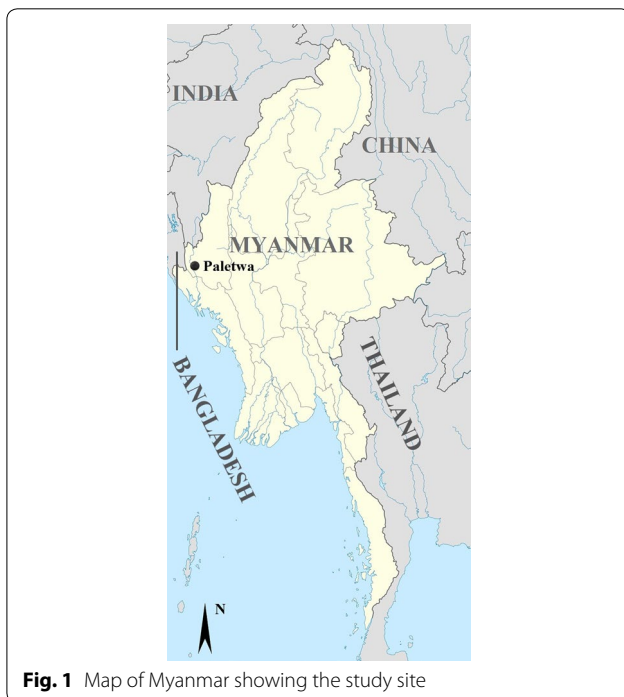 INDIA
CHINA
MYANMAR
Paletwa
BANGLADESH
THAILAND
N
Fig. 1 Map of Myanmar showing the study site